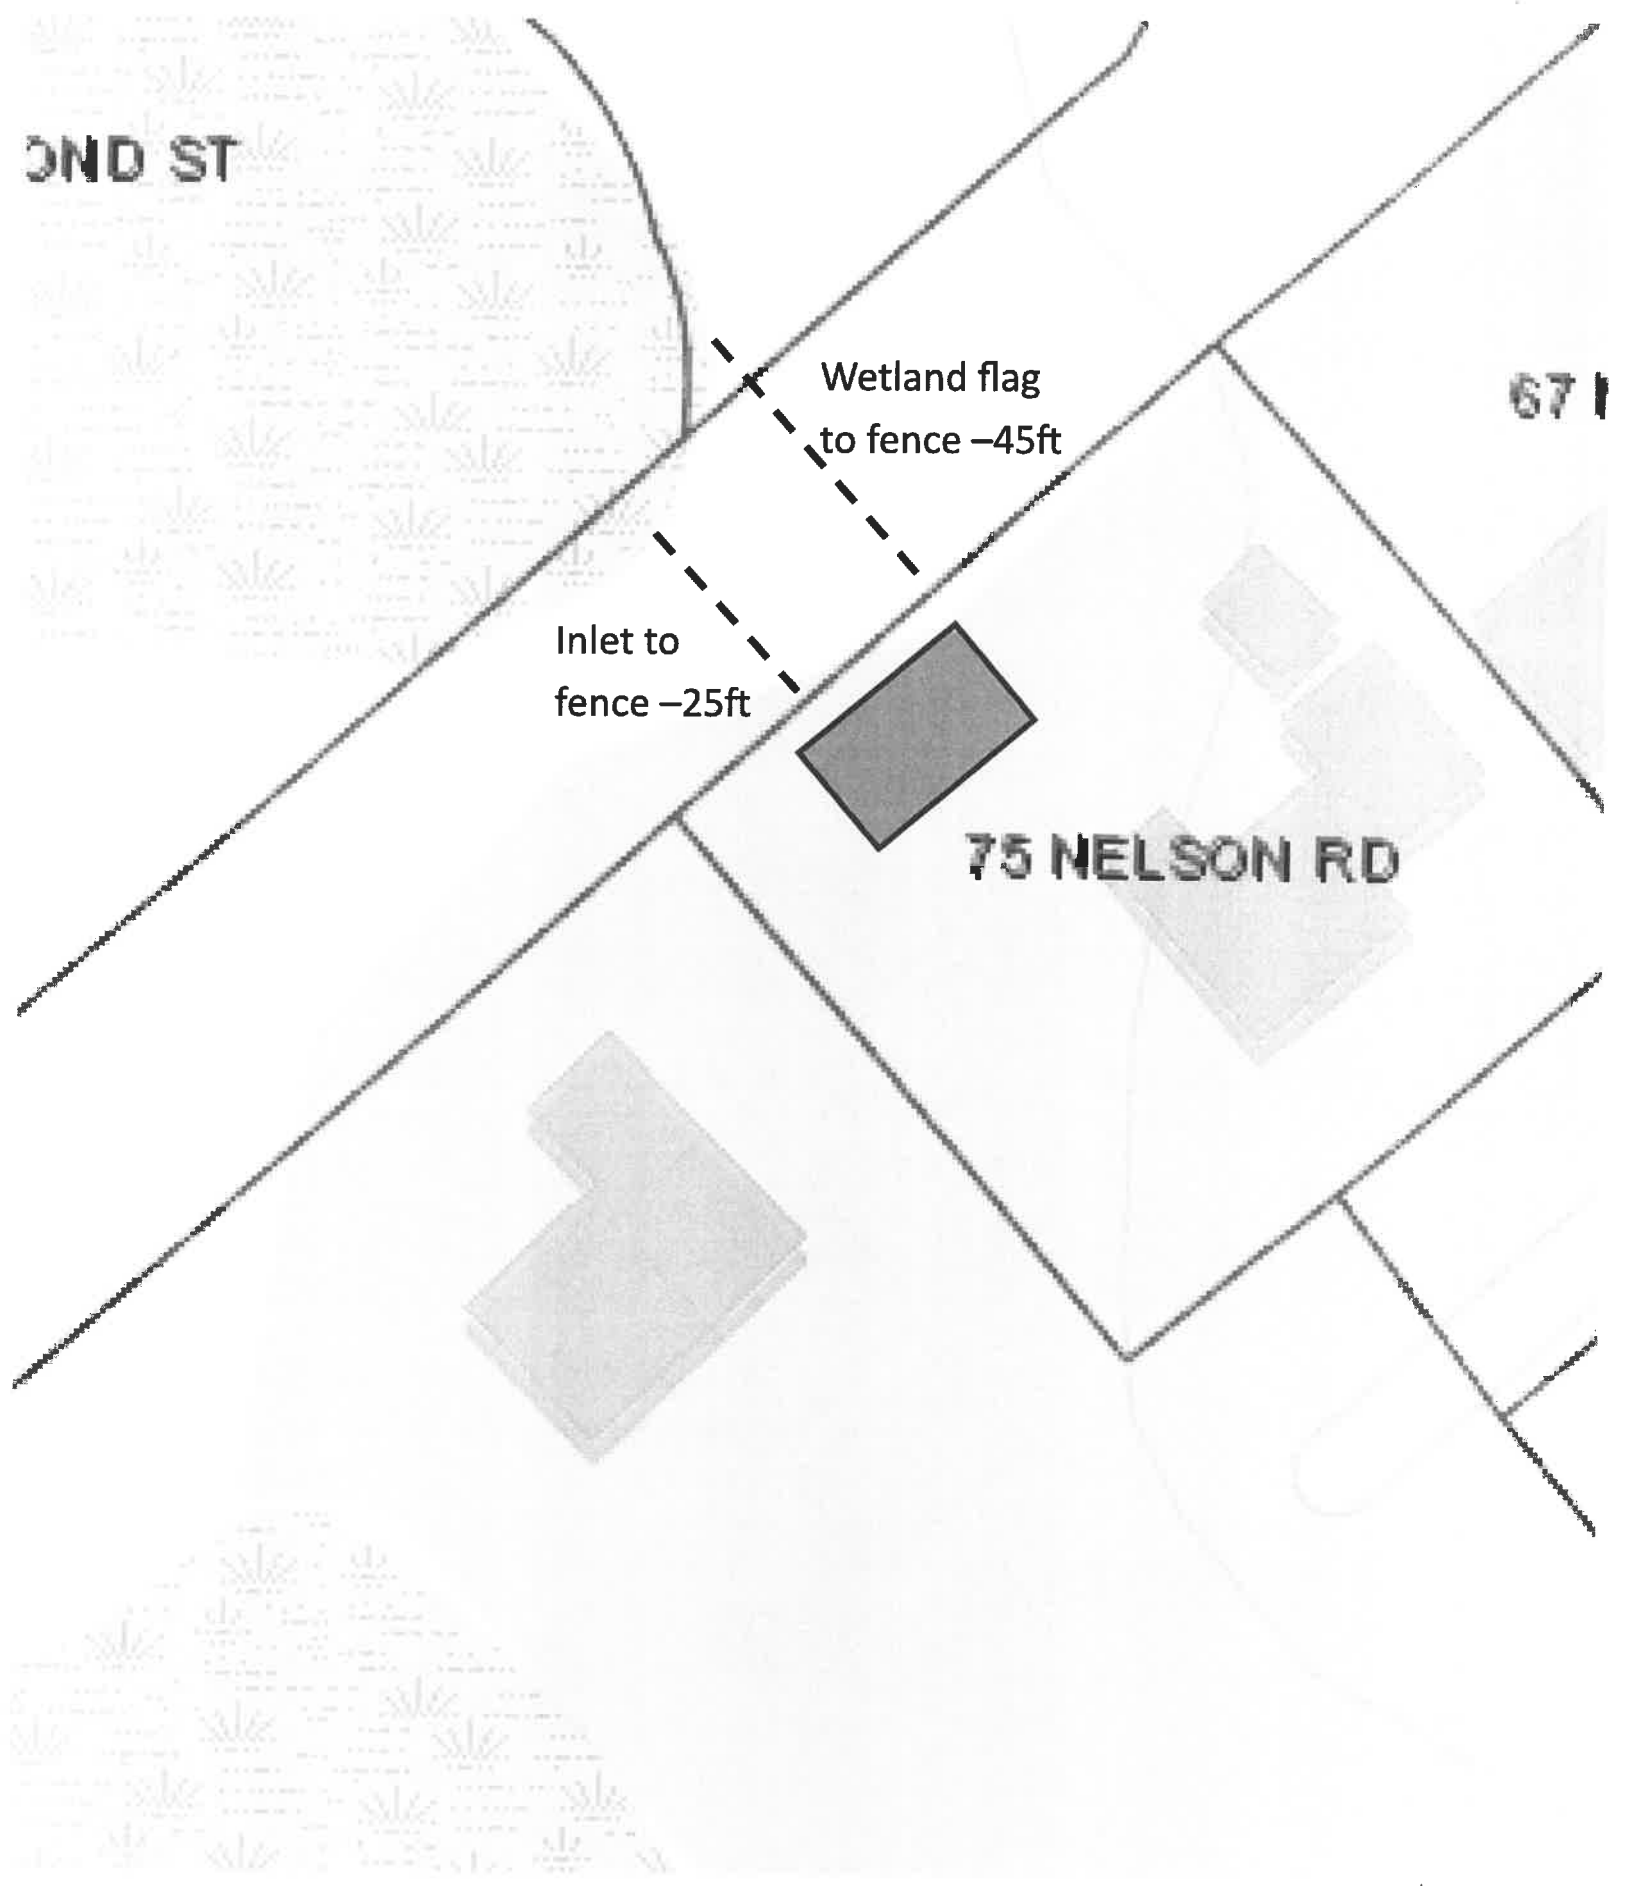 OND ST
Wetland flag
to fence –45ft
67
Inlet to
fence –25ft
75 NELSON RD